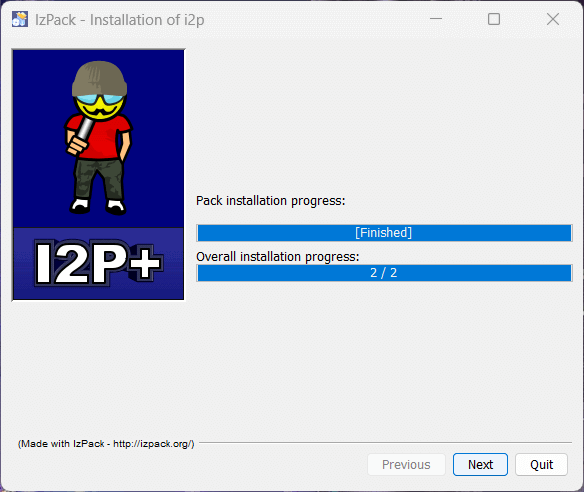 IzPack - Installation of i2p
I2P+
Pack installation progress:
[Finished]
Overall installation progress:
2 / 2
(Made with IzPack - http://izpack.org/)
Previous
Next
Quit